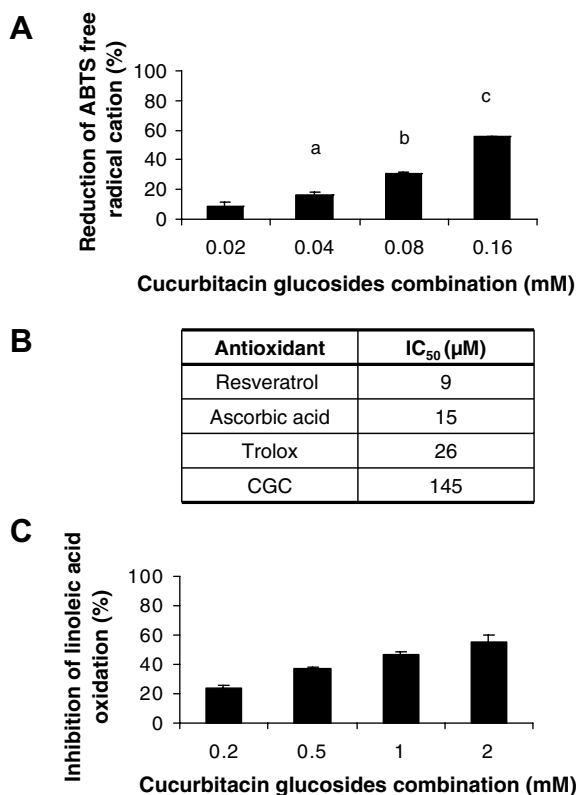 A
Reduction of ABTS free
radical cation (%)
100
80
60
40
20
0
a
b
c
0.02 0.04 0.08 0.16
Cucurbitacin glucosides combination (mM)
B
Antioxidant IC50 (μM)
Resveratrol 9
Ascorbic acid 15
Trolox 26
CGC 145
C
Inhibition of linoleic acid
oxidation (%)
100
80
60
40
20
0
0.2 0.5 1 2
Cucurbitacin glucosides combination (mM)